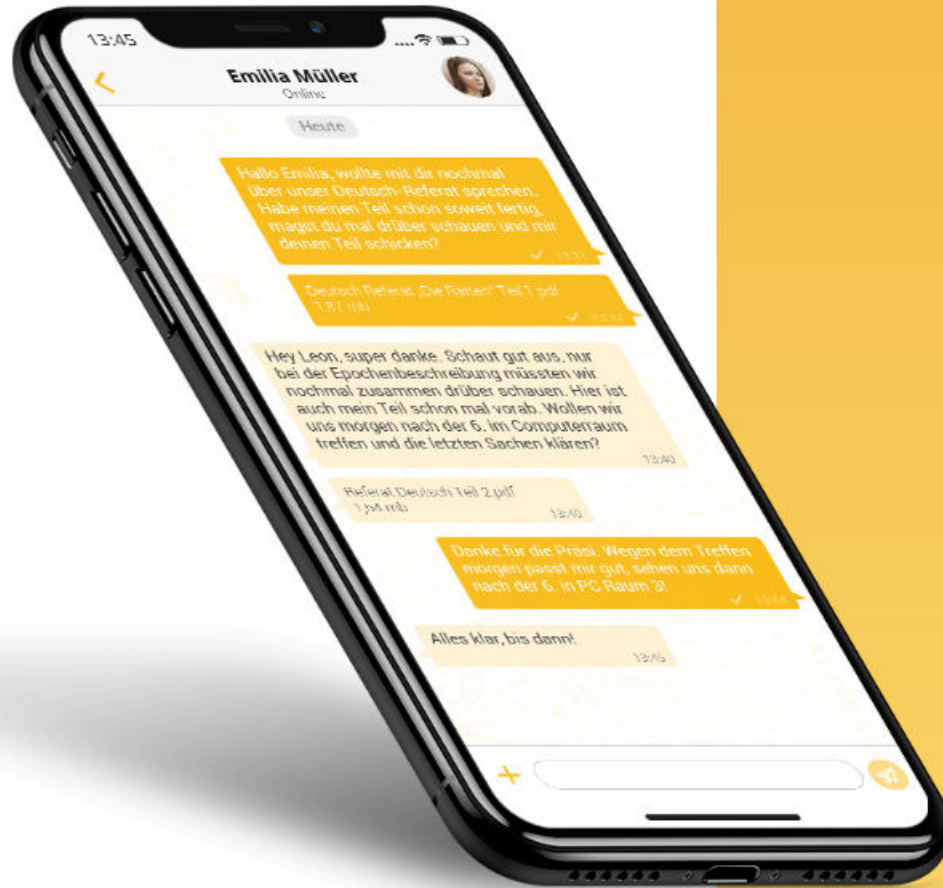 13:45
Emilia Müller
Online
Heute
Hallo Emilia, wollte mit dir nochmal
über unser Deutsch-Referat sprechen.
Habe meinen Teil schon soweit fertig,
magst du mal drüber schauen und mir
deinen Teil schicken?
Deutsch Referat „Die Ratten“ Teil 1.pdf
1,87 mb
Hey Leon, super danke. Schaut gut aus, nur
bei der Epochenbeschreibung müssten wir
nochmal zusammen drüber schauen. Hier ist
auch mein Teil schon mal vorab. Wollen wir
uns morgen nach der 6. im Computerraum
treffen und die letzten Sachen klären?
13:40
Referat Deutsch Teil 2.pdf
1,64 mb
13:40
Danke für die Präsi. Wegen dem Treffen
morgen passt mir gut, sehen uns dann
nach der 6. in PC Raum 3!
Alles klar, bis dann!
13:45